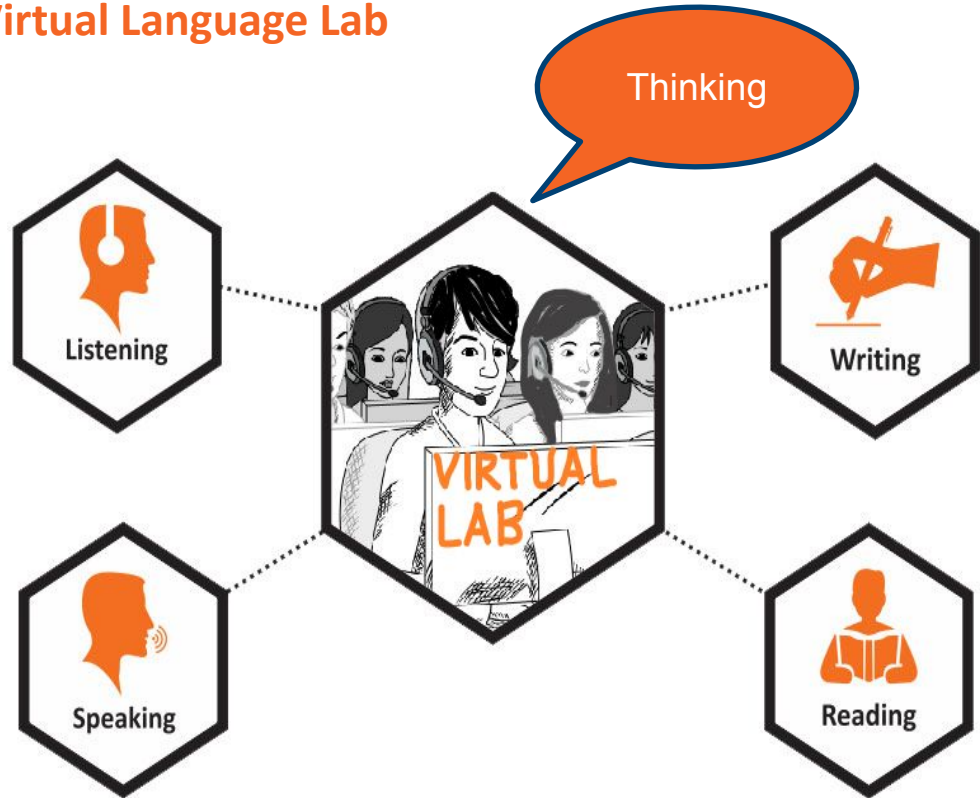 Virtual Language Lab
Thinking
Listening
Writing
VIRTUAL
LAB
Speaking
Reading